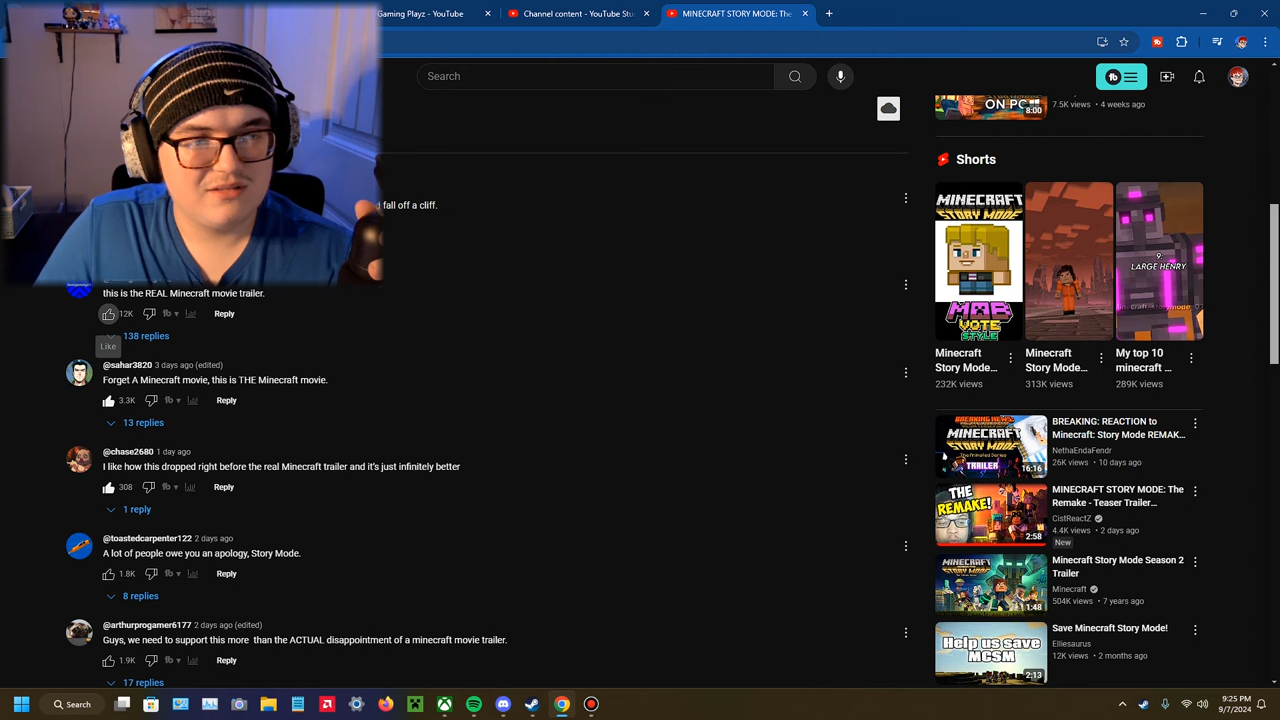 Gaming Playz - YouTube
Channel content - YouTube Stu
MINECRAFT STORY MODE: The
Search
ON PC
8:00
7.5K views • 4 weeks ago
Shorts
fall off a cliff.
MINECRAFT
STORY MODE
MOB
VOTE
STYLE
9.
LARGE HENRY
Minecraft
Story Mode...
232K views
Minecraft
Story Mode...
313K views
My top 10
minecraft ...
289K views
this is the REAL Minecraft movie trailer.
12K
Reply
138 replies
Like
@sahar3820 3 days ago (edited)
Forget A Minecraft movie, this is THE Minecraft movie.
3.3K
Reply
13 replies
@chase2680 1 day ago
I like how this dropped right before the real Minecraft trailer and it's just infinitely better
308
Reply
1 reply
@toastedcarpenter122 2 days ago
A lot of people owe you an apology, Story Mode.
1.8K
Reply
8 replies
@arthurprogamer6177 2 days ago (edited)
Guys, we need to support this more than the ACTUAL disappointment of a minecraft movie trailer.
1.9K
Reply
17 replies
BREAKING NEWS
MINECRAFT
STORY MODE
TRAILER
16:16
BREAKING: REACTION to
Minecraft: Story Mode REMAK...
NethaEndaFendr
26K views • 10 days ago
THE
REMAKE!
2:58
MINECRAFT STORY MODE: The
Remake - Teaser Trailer...
CistReactZ
4.4K views • 2 days ago
New
MINECRAFT
STORY MODE
1:48
Minecraft Story Mode Season 2
Trailer
Minecraft
504K views • 7 years ago
Help us save
MCSM
2:13
Save Minecraft Story Mode!
Elliesaurus
12K views • 2 months ago
Search
9:25 PM
9/7/2024